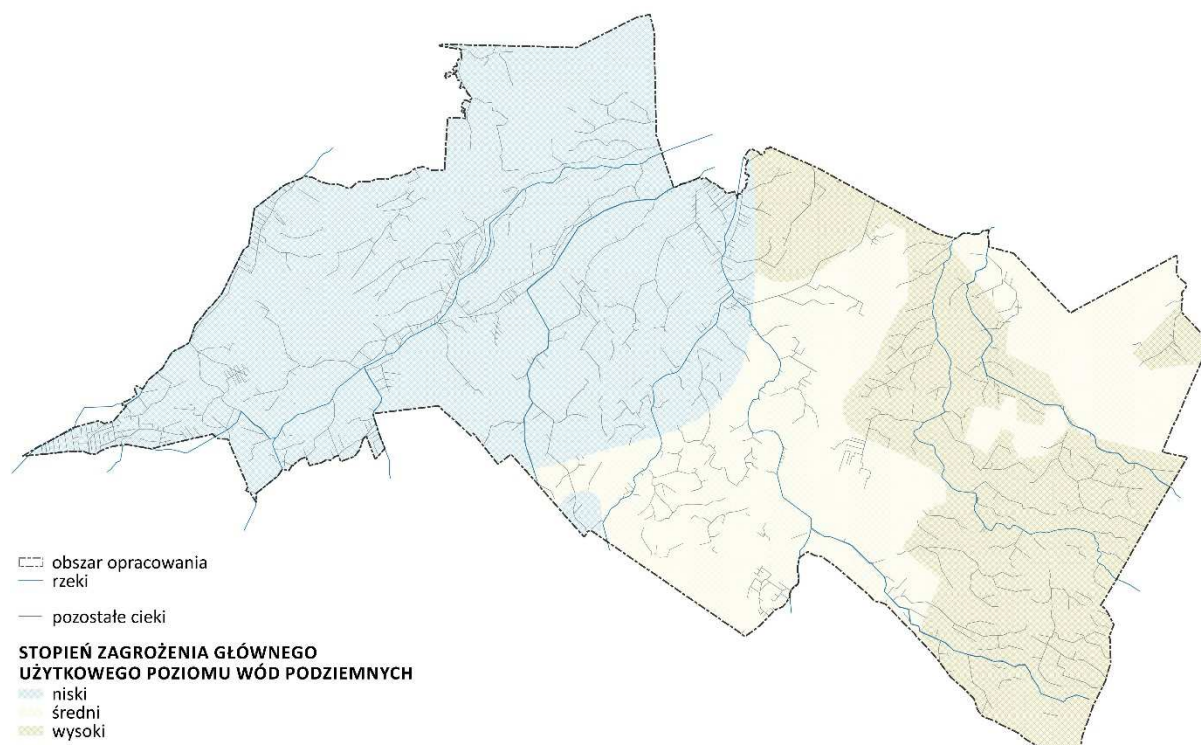 obszar opracowania
rzeki
pozostałe cieki
STOPIEŃ ZAGROŻENIA GŁÓWNEGO
UŻYTKOWEGO POZIOMU WÓD PODZIEMNYCH
niski
średni
wysoki